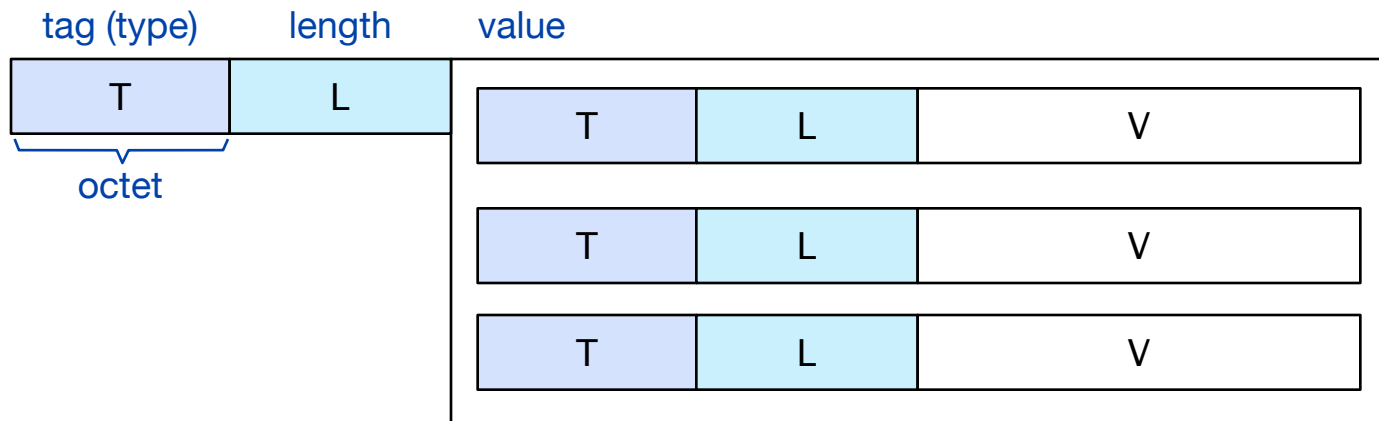 tag (type) length value
T L
T L V
octet
T L V
T L V